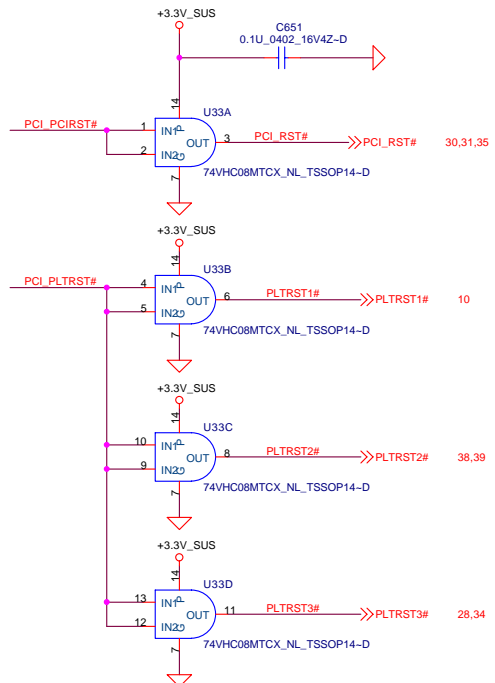 +3.3V_SUS
C651
0.1U_0402_16V4Z~D
14
U33A
PCI_PCIRST# 1 IN1 P
OUT 3 PCI_RST# PCI_RST# 30,31,35
2 IN2 G
7
74VHC08MTCX_NL_TSSOP14~D
+3.3V_SUS
14
U33B
PCI_PLTRST# 4 IN1 P
OUT 6 PLTRST1# PLTRST1# 10
5 IN2 G
7
74VHC08MTCX_NL_TSSOP14~D
+3.3V_SUS
14
U33C
10 IN1 P
OUT 8 PLTRST2# PLTRST2# 38,39
9 IN2 G
7
74VHC08MTCX_NL_TSSOP14~D
+3.3V_SUS
14
U33D
13 IN1 P
OUT 11 PLTRST3# PLTRST3# 28,34
12 IN2 G
7
74VHC08MTCX_NL_TSSOP14~D